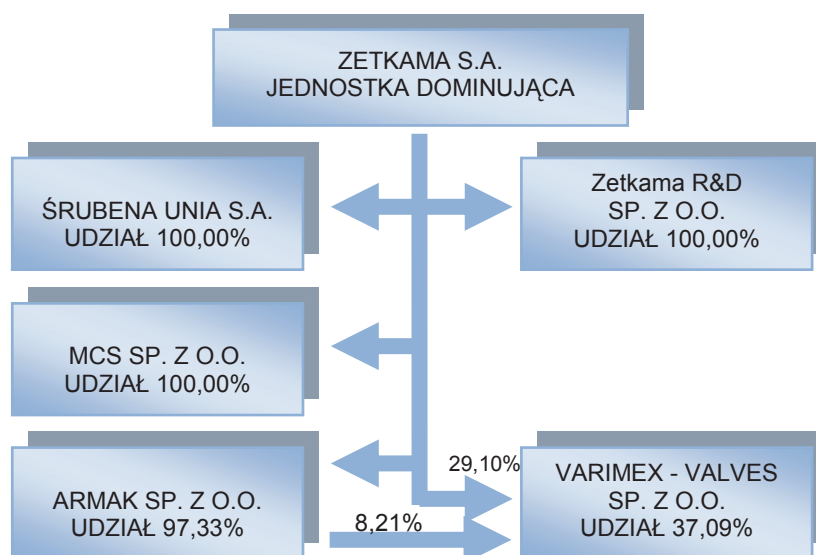 ZETKAMA S.A.
JEDNOSTKA DOMINUJĄCA
ŚRUBENA UNIA S.A.
UDZIAŁ 100,00%
Zetkama R&D
SP. Z O.O.
UDZIAŁ 100,00%
MCS SP. Z O.O.
UDZIAŁ 100,00%
ARMAK SP. Z O.O.
UDZIAŁ 97,33%
29,10%
8,21%
VARIMEX - VALVES
SP. Z O.O.
UDZIAŁ 37,09%